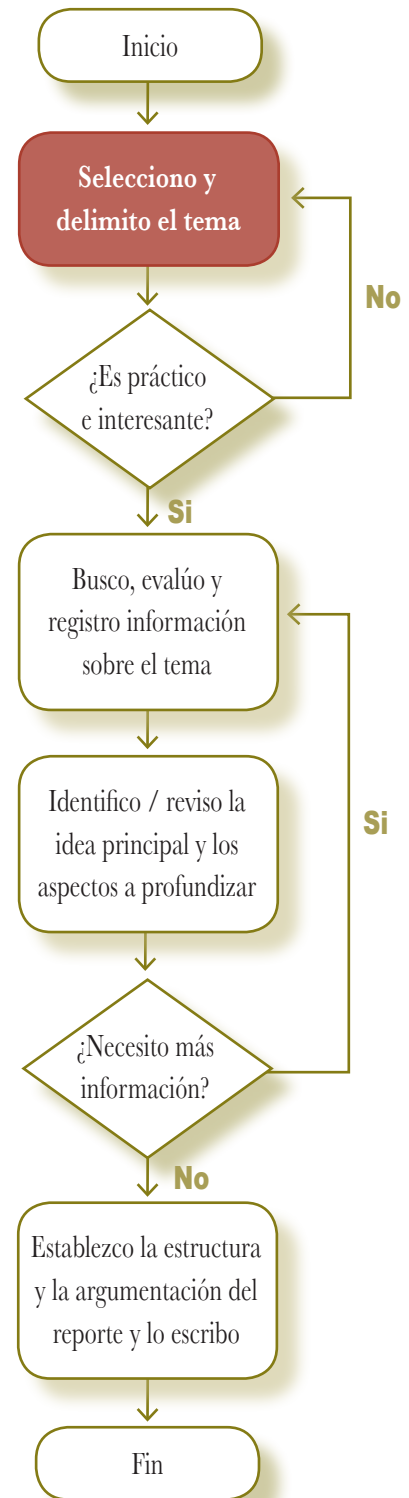 Inicio
Selecciono y
delimito el tema
No
¿Es práctico
e interesante?
Si
Busco, evalúo y
registro información
sobre el tema
Identifico / reviso la
idea principal y los
aspectos a profundizar
Si
¿Necesito más
información?
No
Establezco la estructura
y la argumentación del
reporte y lo escribo
Fin